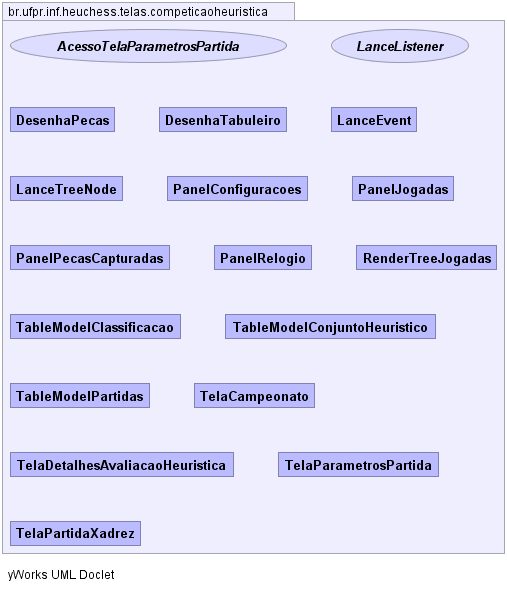 br.ufpr.inf.heuchess.telas.competicaoheuristica
AcessoTelaParametrosPartida LanceListener
DesenhaPecas DesenhaTabuleiro LanceEvent
LanceTreeNode PanelConfiguracoes PanelJogadas
PanelPecasCapturadas PanelRelogio RenderTreeJogadas
TableModelClassificacao TableModelConjuntoHeuristico
TableModelPartidas TelaCampeonato
TelaDetalhesAvaliacaoHeuristica TelaParametrosPartida
TelaPartidaXadrez
yWorks UML Doclet